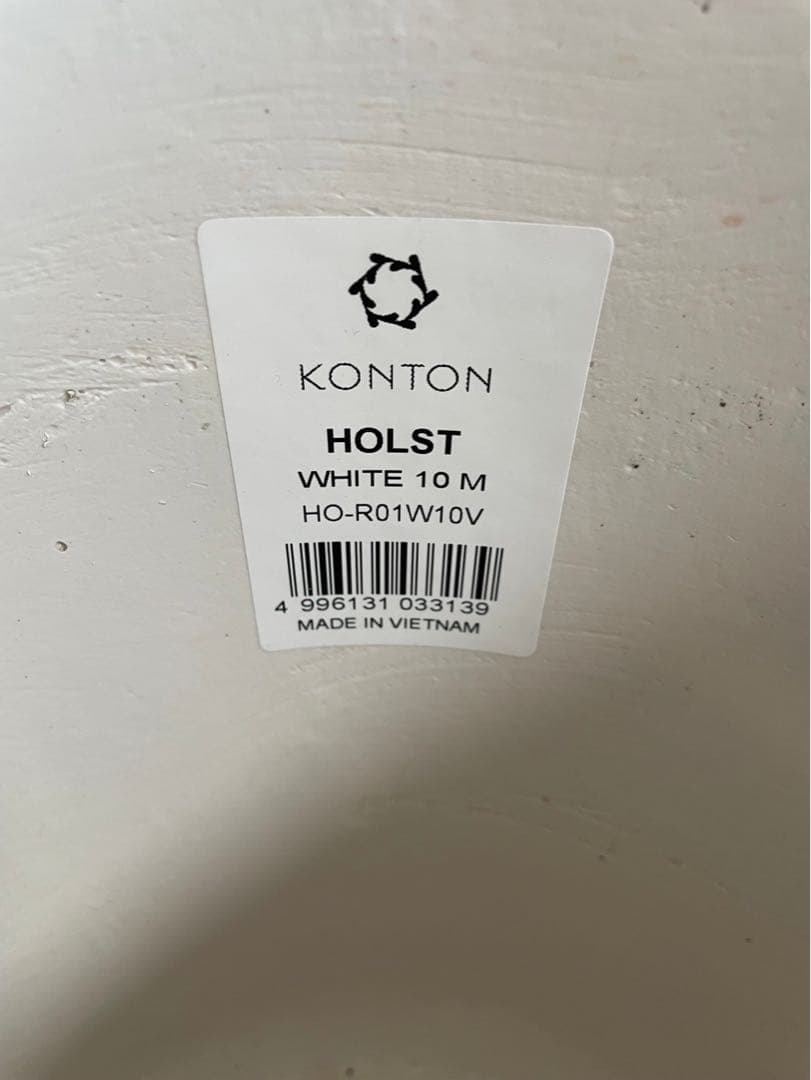 KONTON
HOLST
WHITE 10 M
HO-R01W10V
4 996131 033139
MADE IN VIETNAM